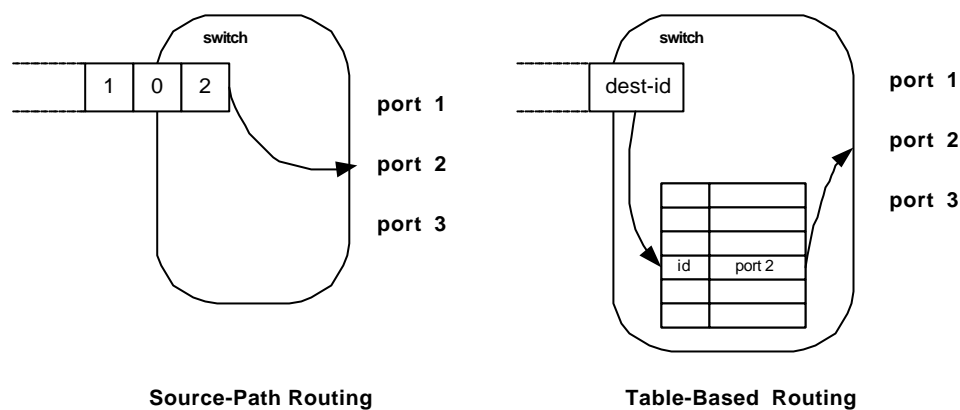 switch
1 0 2
port 1
port 2
port 3
Source-Path Routing
switch
dest-id
port 1
port 2
port 3
id port 2
Table-Based Routing